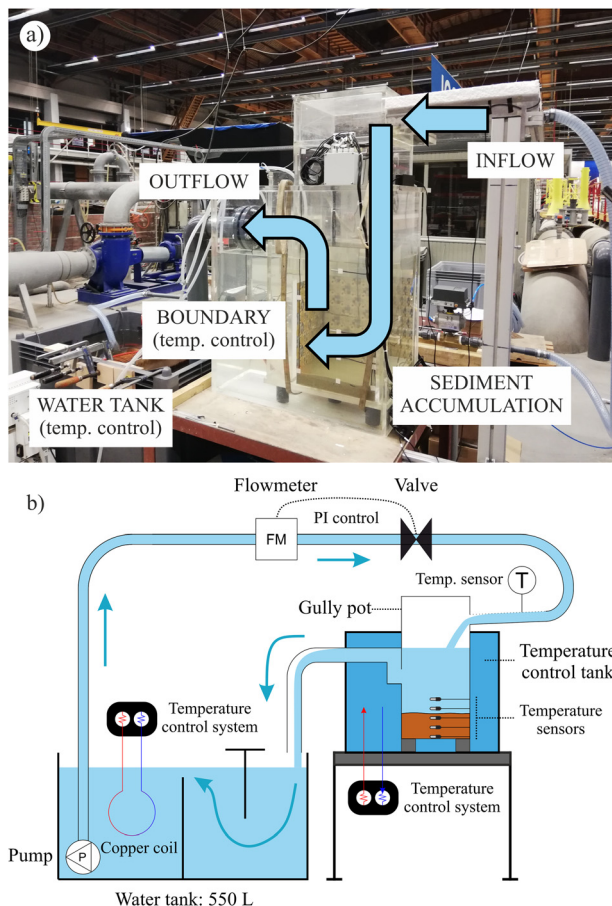 a)
INFLOW
OUTFLOW
BOUNDARY
(temp. control)
WATER TANK
(temp. control)
SEDIMENT
ACCUMULATION
b)
Flowmeter
Valve
PI control
FM
Temp. sensor
T
Gully pot
Temperature
control tank
Temperature
sensors
Temperature
control system
Temperature
control system
Copper coil
Pump
P
Water tank: 550 L